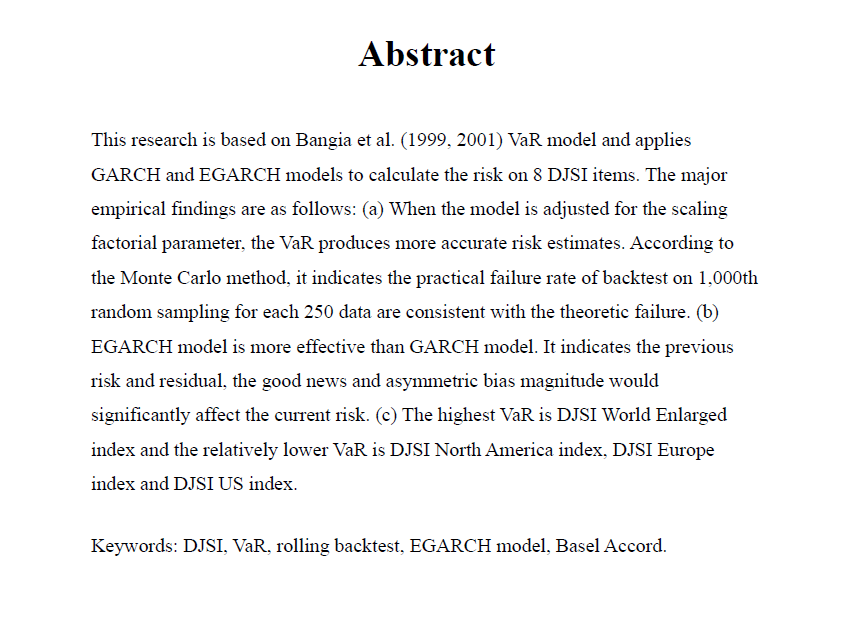 Abstract
This research is based on Bangia et al. (1999, 2001) VaR model and applies
GARCH and EGARCH models to calculate the risk on 8 DJSI items. The major
empirical findings are as follows: (a) When the model is adjusted for the scaling
factorial parameter, the VaR produces more accurate risk estimates. According to
the Monte Carlo method, it indicates the practical failure rate of backtest on 1,000th
random sampling for each 250 data are consistent with the theoretic failure. (b)
EGARCH model is more effective than GARCH model. It indicates the previous
risk and residual, the good news and asymmetric bias magnitude would
significantly affect the current risk. (c) The highest VaR is DJSI World Enlarged
index and the relatively lower VaR is DJSI North America index, DJSI Europe
index and DJSI US index.
Keywords: DJSI, VaR, rolling backtest, EGARCH model, Basel Accord.